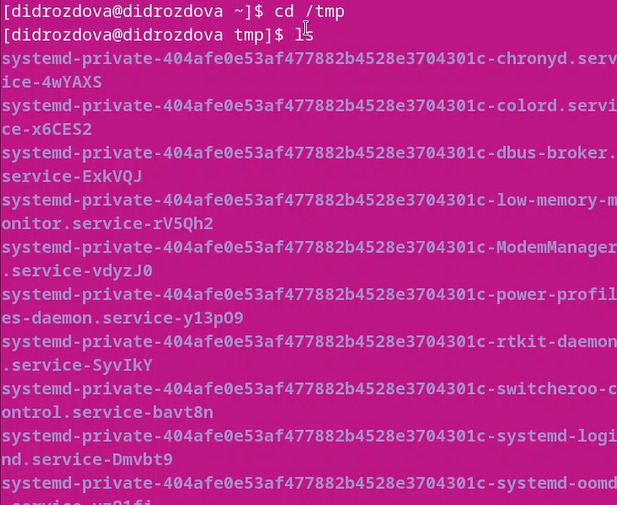 [didrozdova@didrozdova ~]$ cd /tmp
[didrozdova@didrozdova tmp]$ ls
systemd-private-404afe0e53af477882b4528e3704301c-chronyd.serv
ice-4wYAXS
systemd-private-404afe0e53af477882b4528e3704301c-colord.servi
ce-x6CES2
systemd-private-404afe0e53af477882b4528e3704301c-dbus-broker.
service-ExkVQJ
systemd-private-404afe0e53af477882b4528e3704301c-low-memory-m
onitor.service-rV5Qh2
systemd-private-404afe0e53af477882b4528e3704301c-ModemManager
.service-vdyzJ0
systemd-private-404afe0e53af477882b4528e3704301c-power-profil
es-daemon.service-y13pO9
systemd-private-404afe0e53af477882b4528e3704301c-rtkit-daemon
.service-SyvIkY
systemd-private-404afe0e53af477882b4528e3704301c-switcheroo-c
ontrol.service-bavt8n
systemd-private-404afe0e53af477882b4528e3704301c-systemd-logi
nd.service-Dmvbt9
systemd-private-404afe0e53af477882b4528e3704301c-systemd-oomd